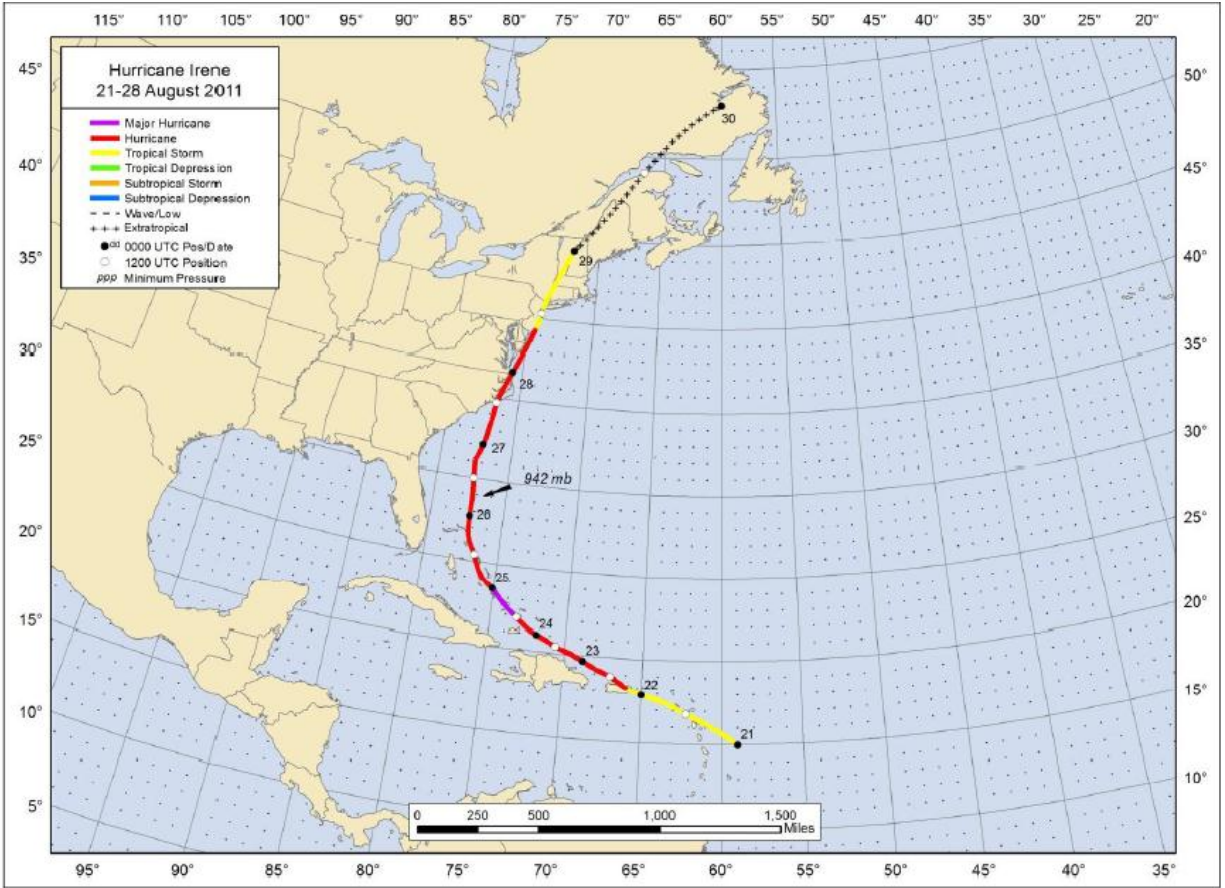 115° 110° 105° 100° 95° 90° 85° 80° 75° 70° 65° 60° 55° 50° 45° 40° 35° 30° 25° 20°
Hurricane Irene
21-28 August 2011
Major Hurricane
Hurricane
Tropical Storm
Tropical Depression
Subtropical Storm
Subtropical Depression
Wave/Low
Extratropical
00 0000 UTC Pos/Date
1200 UTC Position
PPP Minimum Pressure
45°
40°
35°
30°
25°
20°
15°
10°
5°
30
29
28
27
942 mb
26
25
24
23
22
21
50°
45°
40°
35°
30°
25°
20°
15°
10°
0 250 500 1,000 1,500
Miles
95° 90° 85° 80° 75° 70° 65° 60° 55° 50° 45° 40° 35°